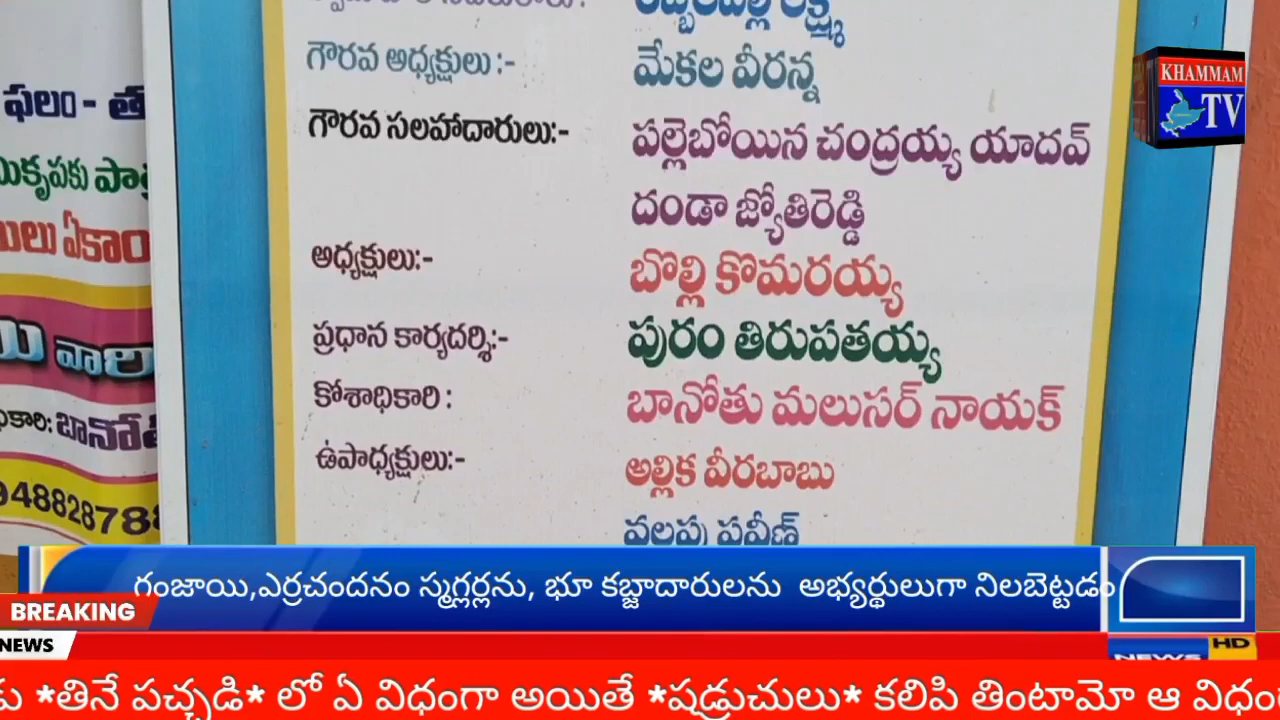 గౌరవ అధ్యక్షులు :- మేకల వీరన్న
గౌరవ సలహాదారులు:- పల్లెబోయిన చంద్రయ్య యాదవ్
దండా జ్యోతిరెడ్డి
అధ్యక్షులు:- బొల్లి కొమరయ్య
ప్రధాన కార్యదర్శి:- పురం తిరుపతయ్య
కోశాధికారి : బానోతు మలుసర్ నాయక్
ఉపాధ్యక్షులు:- అల్లిక వీరబాబు
ఫలం -
వారి
KHAMMAM
TV
గంజాయి,ఎర్రచందనం స్మగ్లర్లను, భూ కబ్జాదారులను అభ్యర్థులుగా నిలబెట్టడం
BREAKING
NEWS
NEWS HD
*తినే పచ్చడి* లో ఏ విధంగా అయితే *షడ్రుచులు* కలిపి తింటామో ఆ